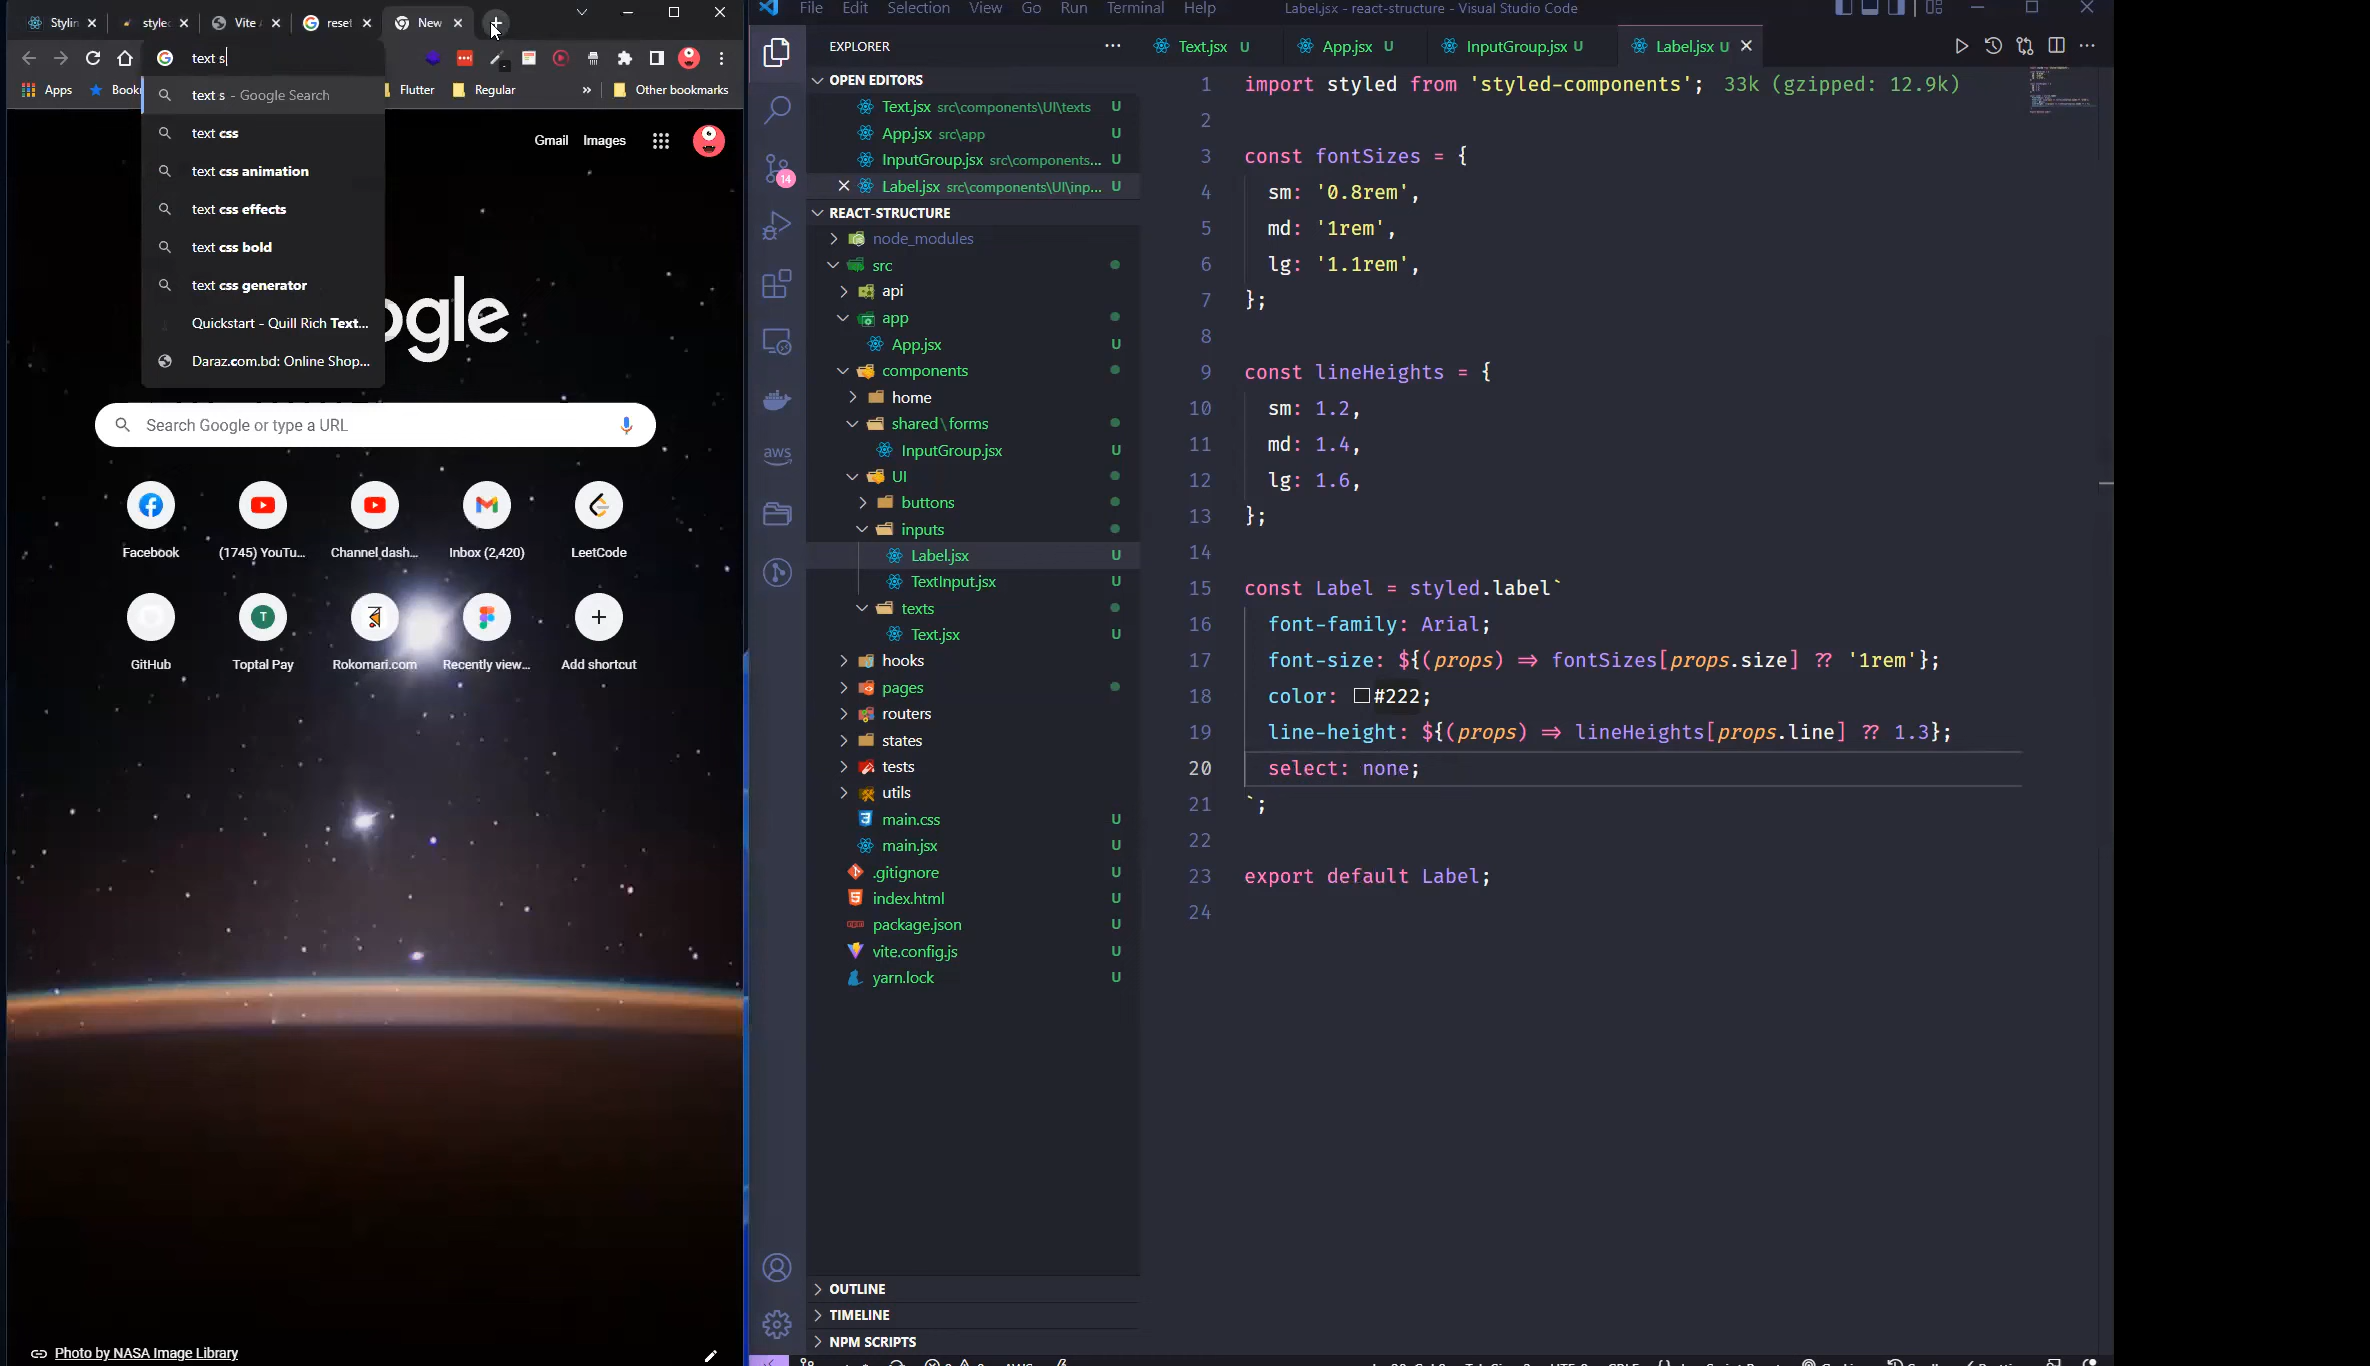 Stylin
style
Vite
reset
New
text s
Apps
Book
Flutter
Regular
»
Other bookmarks
text s - Google Search
text css
text css animation
text css effects
text css bold
text css generator
Quickstart - Quill Rich Text...
Daraz.com.bd: Online Shop...
Gmail
Images
ogle
Search Google or type a URL
Facebook
(1745) YouTu...
Channel dash...
Inbox (2,420)
LeetCode
GitHub
T
Toptal Pay
Rokomari.com
Recently view...
Add shortcut
Photo by NASA Image Library
File Edit Selection View Go Run Terminal Help
Label.jsx - react-structure - Visual Studio Code
14
aws
EXPLORER
OPEN EDITORS
Text.jsx src\components\UI\texts U
App.jsx src\app U
InputGroup.jsx src\components... U
Label.jsx src\components\UI\inp... U
REACT-STRUCTURE
node_modules
src
api
app
App.jsx U
components
home
shared\forms
InputGroup.jsx U
UI
buttons
inputs
Label.jsx U
TextInput.jsx U
texts
Text.jsx U
hooks
pages
routers
states
tests
utils
main.css U
main.jsx U
.gitignore U
index.html U
package.json U
vite.config.js U
yarn.lock U
OUTLINE
TIMELINE
NPM SCRIPTS
Text.jsx U
App.jsx U
InputGroup.jsx U
Label.jsx U
1 import styled from 'styled-components'; 33k (gzipped: 12.9k)
2
3 const fontSizes = {
4 sm: '0.8rem',
5 md: '1rem',
6 lg: '1.1rem',
7 };
8
9 const lineHeights = {
10 sm: 1.2,
11 md: 1.4,
12 lg: 1.6,
13 };
14
15 const Label = styled.label`
16 font-family: Arial;
17 font-size: ${(props) => fontSizes[props.size] ?? '1rem'};
18 color: #222;
19 line-height: ${(props) => lineHeights[props.line] ?? 1.3};
20 select: none;
21 `;
22
23 export default Label;
24